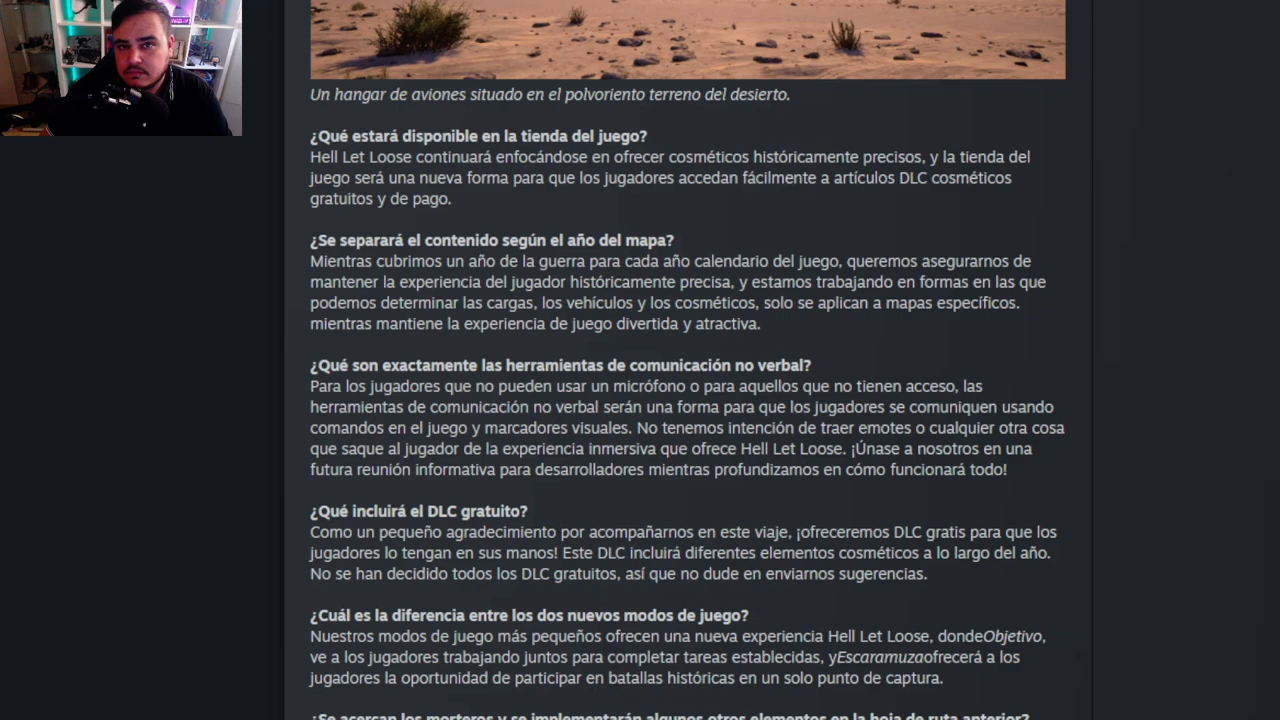 Un hangar de aviones situado en el polvoriento terreno del desierto.
¿Qué estará disponible en la tienda del juego?
Hell Let Loose continuará enfocándose en ofrecer cosméticos históricamente precisos, y la tienda del
juego será una nueva forma para que los jugadores accedan fácilmente a artículos DLC cosméticos
gratuitos y de pago.
¿Se separará el contenido según el año del mapa?
Mientras cubrimos un año de la guerra para cada año calendario del juego, queremos asegurarnos de
mantener la experiencia del jugador históricamente precisa, y estamos trabajando en formas en las que
podemos determinar las cargas, los vehículos y los cosméticos, solo se aplican a mapas específicos.
mientras mantiene la experiencia de juego divertida y atractiva.
¿Qué son exactamente las herramientas de comunicación no verbal?
Para los jugadores que no pueden usar un micrófono o para aquellos que no tienen acceso, las
herramientas de comunicación no verbal serán una forma para que los jugadores se comuniquen usando
comandos en el juego y marcadores visuales. No tenemos intención de traer emotes o cualquier otra cosa
que saque al jugador de la experiencia inmersiva que ofrece Hell Let Loose. ¡Únase a nosotros en una
futura reunión informativa para desarrolladores mientras profundizamos en cómo funcionará todo!
¿Qué incluirá el DLC gratuito?
Como un pequeño agradecimiento por acompañarnos en este viaje, ¡ofreceremos DLC gratis para que los
jugadores lo tengan en sus manos! Este DLC incluirá diferentes elementos cosméticos a lo largo del año.
No se han decidido todos los DLC gratuitos, así que no dude en enviarnos sugerencias.
¿Cuál es la diferencia entre los dos nuevos modos de juego?
Nuestros modos de juego más pequeños ofrecen una nueva experiencia Hell Let Loose, dondeObjetivo,
ve a los jugadores trabajando juntos para completar tareas establecidas, yEscaramuzaofrecerá a los
jugadores la oportunidad de participar en batallas históricas en un solo punto de captura.
¿Se acercan los morteros y se implementarán algunos otros elementos en la hoja de ruta anterior?